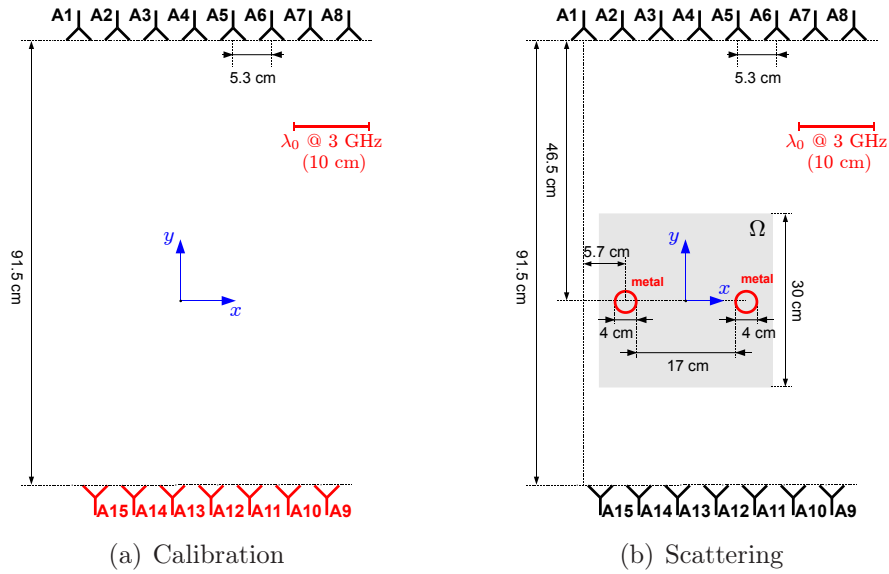 A1 A2 A3 A4 A5 A6 A7 A8
5.3 cm
λ0 @ 3 GHz
(10 cm)
91.5 cm
y
x
A15 A14 A13 A12 A11 A10 A9
(a) Calibration
A1 A2 A3 A4 A5 A6 A7 A8
5.3 cm
λ0 @ 3 GHz
(10 cm)
46.5 cm
91.5 cm
Ω
y
5.7 cm
metal
metal
x
30 cm
4 cm
4 cm
17 cm
A15 A14 A13 A12 A11 A10 A9
(b) Scattering